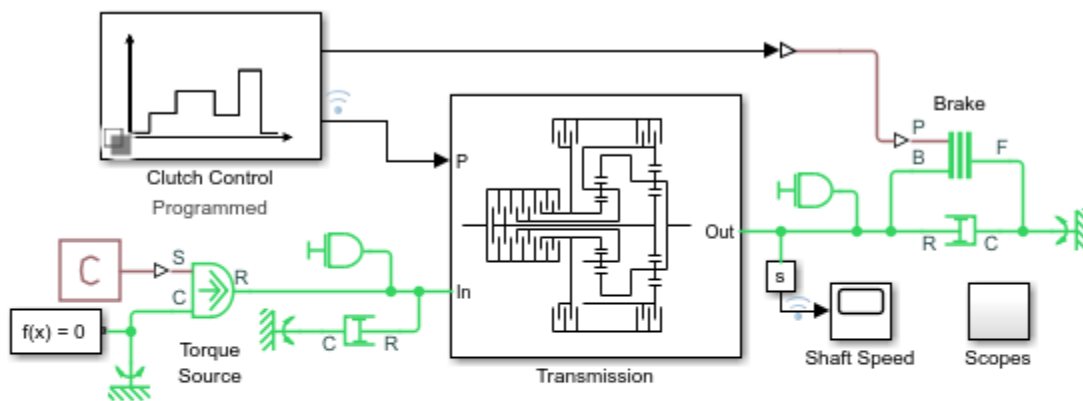 Clutch Control
Programmed
P
Brake
P
B
F
S
C
R
C
f(x) = 0
Torque
Source
C
R
In
Out
Transmission
R
C
s
Shaft Speed
Scopes